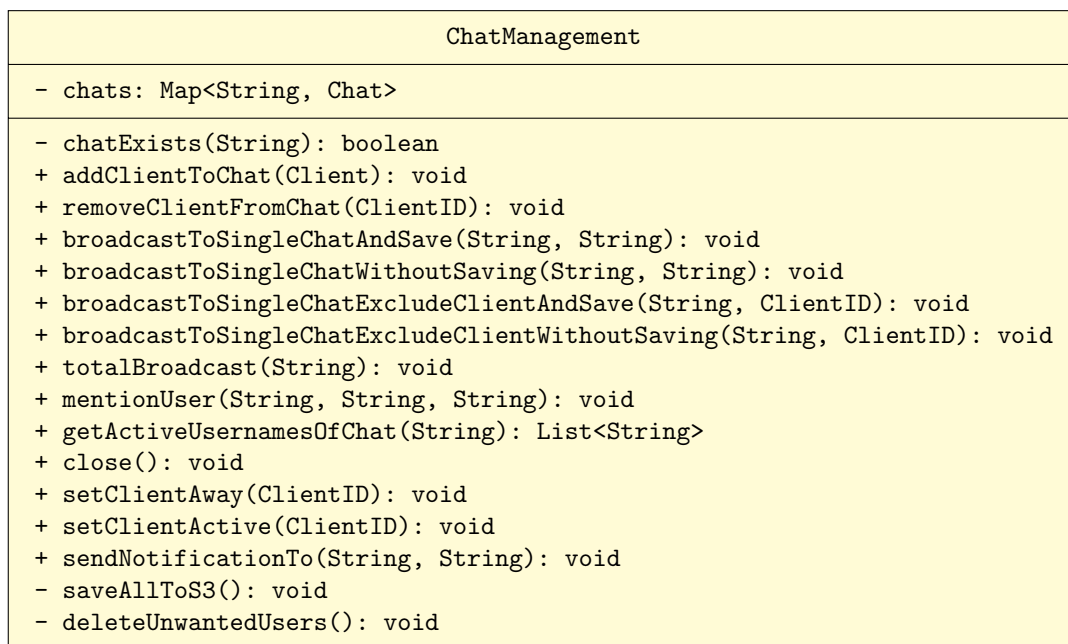 ChatManagement
- chats: Map<String, Chat>
- chatExists(String): boolean
+ addClientToChat(Client): void
+ removeClientFromChat(ClientID): void
+ broadcastToSingleChatAndSave(String, String): void
+ broadcastToSingleChatWithoutSaving(String, String): void
+ broadcastToSingleChatExcludeClientAndSave(String, ClientID): void
+ broadcastToSingleChatExcludeClientWithoutSaving(String, ClientID): void
+ totalBroadcast(String): void
+ mentionUser(String, String, String): void
+ getActiveUsernamesOfChat(String): List<String>
+ close(): void
+ setClientAway(ClientID): void
+ setClientActive(ClientID): void
+ sendNotificationTo(String, String): void
- saveAllToS3(): void
- deleteUnwantedUsers(): void